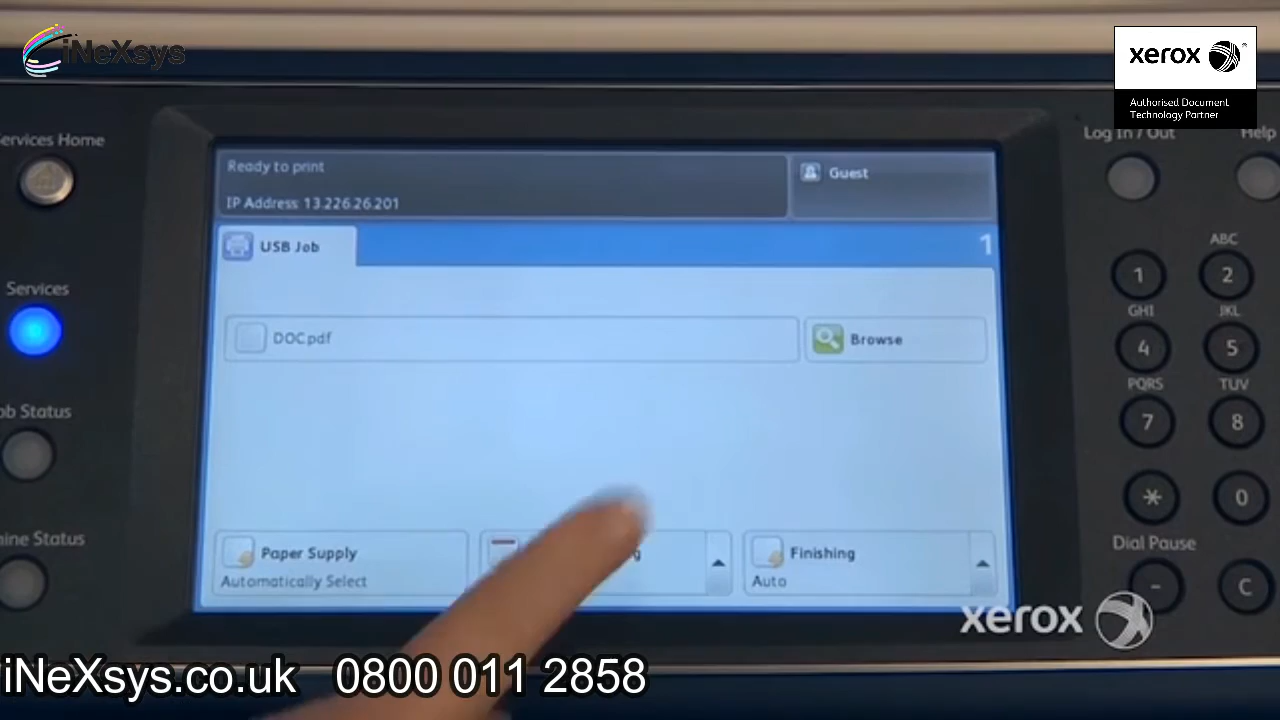 iNeXsys
xerox
Authorised Document
Technology Partner
ervices Home
Log In / Out
Help
Ready to print
Guest
IP Address: 13.226.26.201
USB Job
1
ABC
1
2
Services
GHI
JKL
DOC.pdf
Browse
4
5
PQRS
TUV
ob Status
7
8
*
0
Paper Supply
Automatically Select
Finishing
Auto
hine Status
Dial Pause
-
C
xerox
iNeXsys.co.uk 0800 011 2858